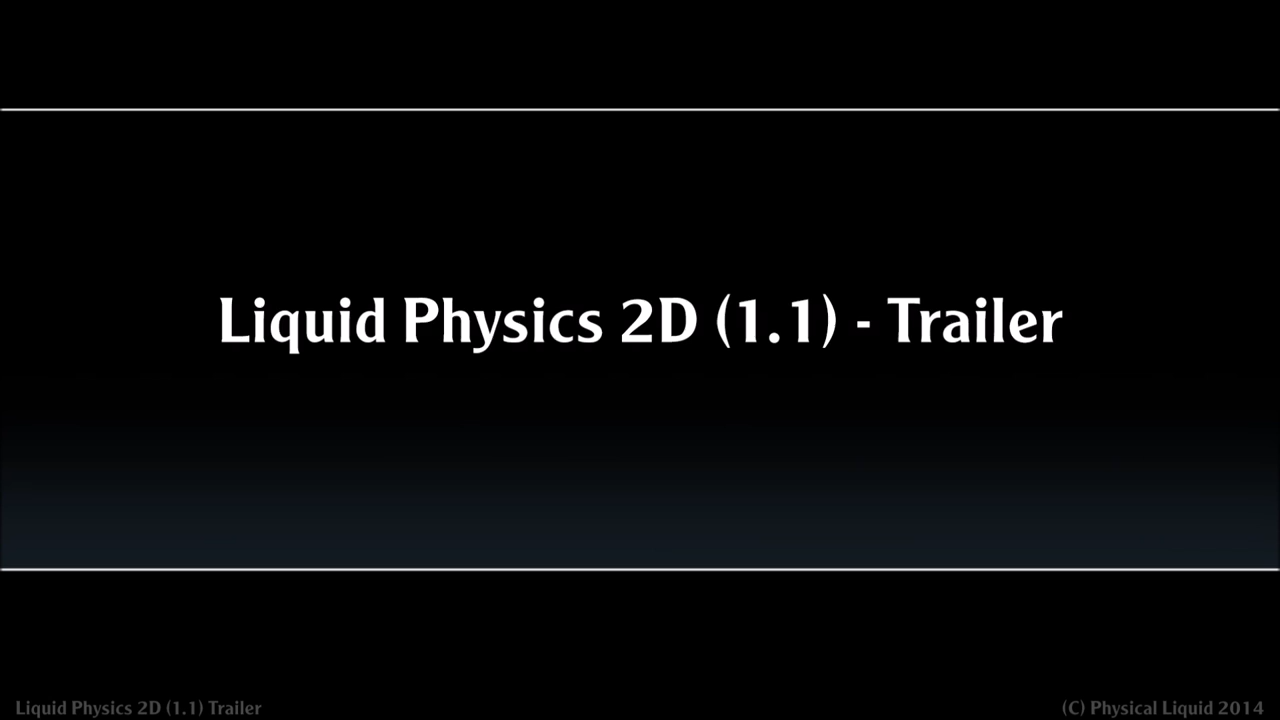 Liquid Physics 2D (1.1) - Trailer
Liquid Physics 2D (1.1) Trailer
(C) Physical Liquid 2014